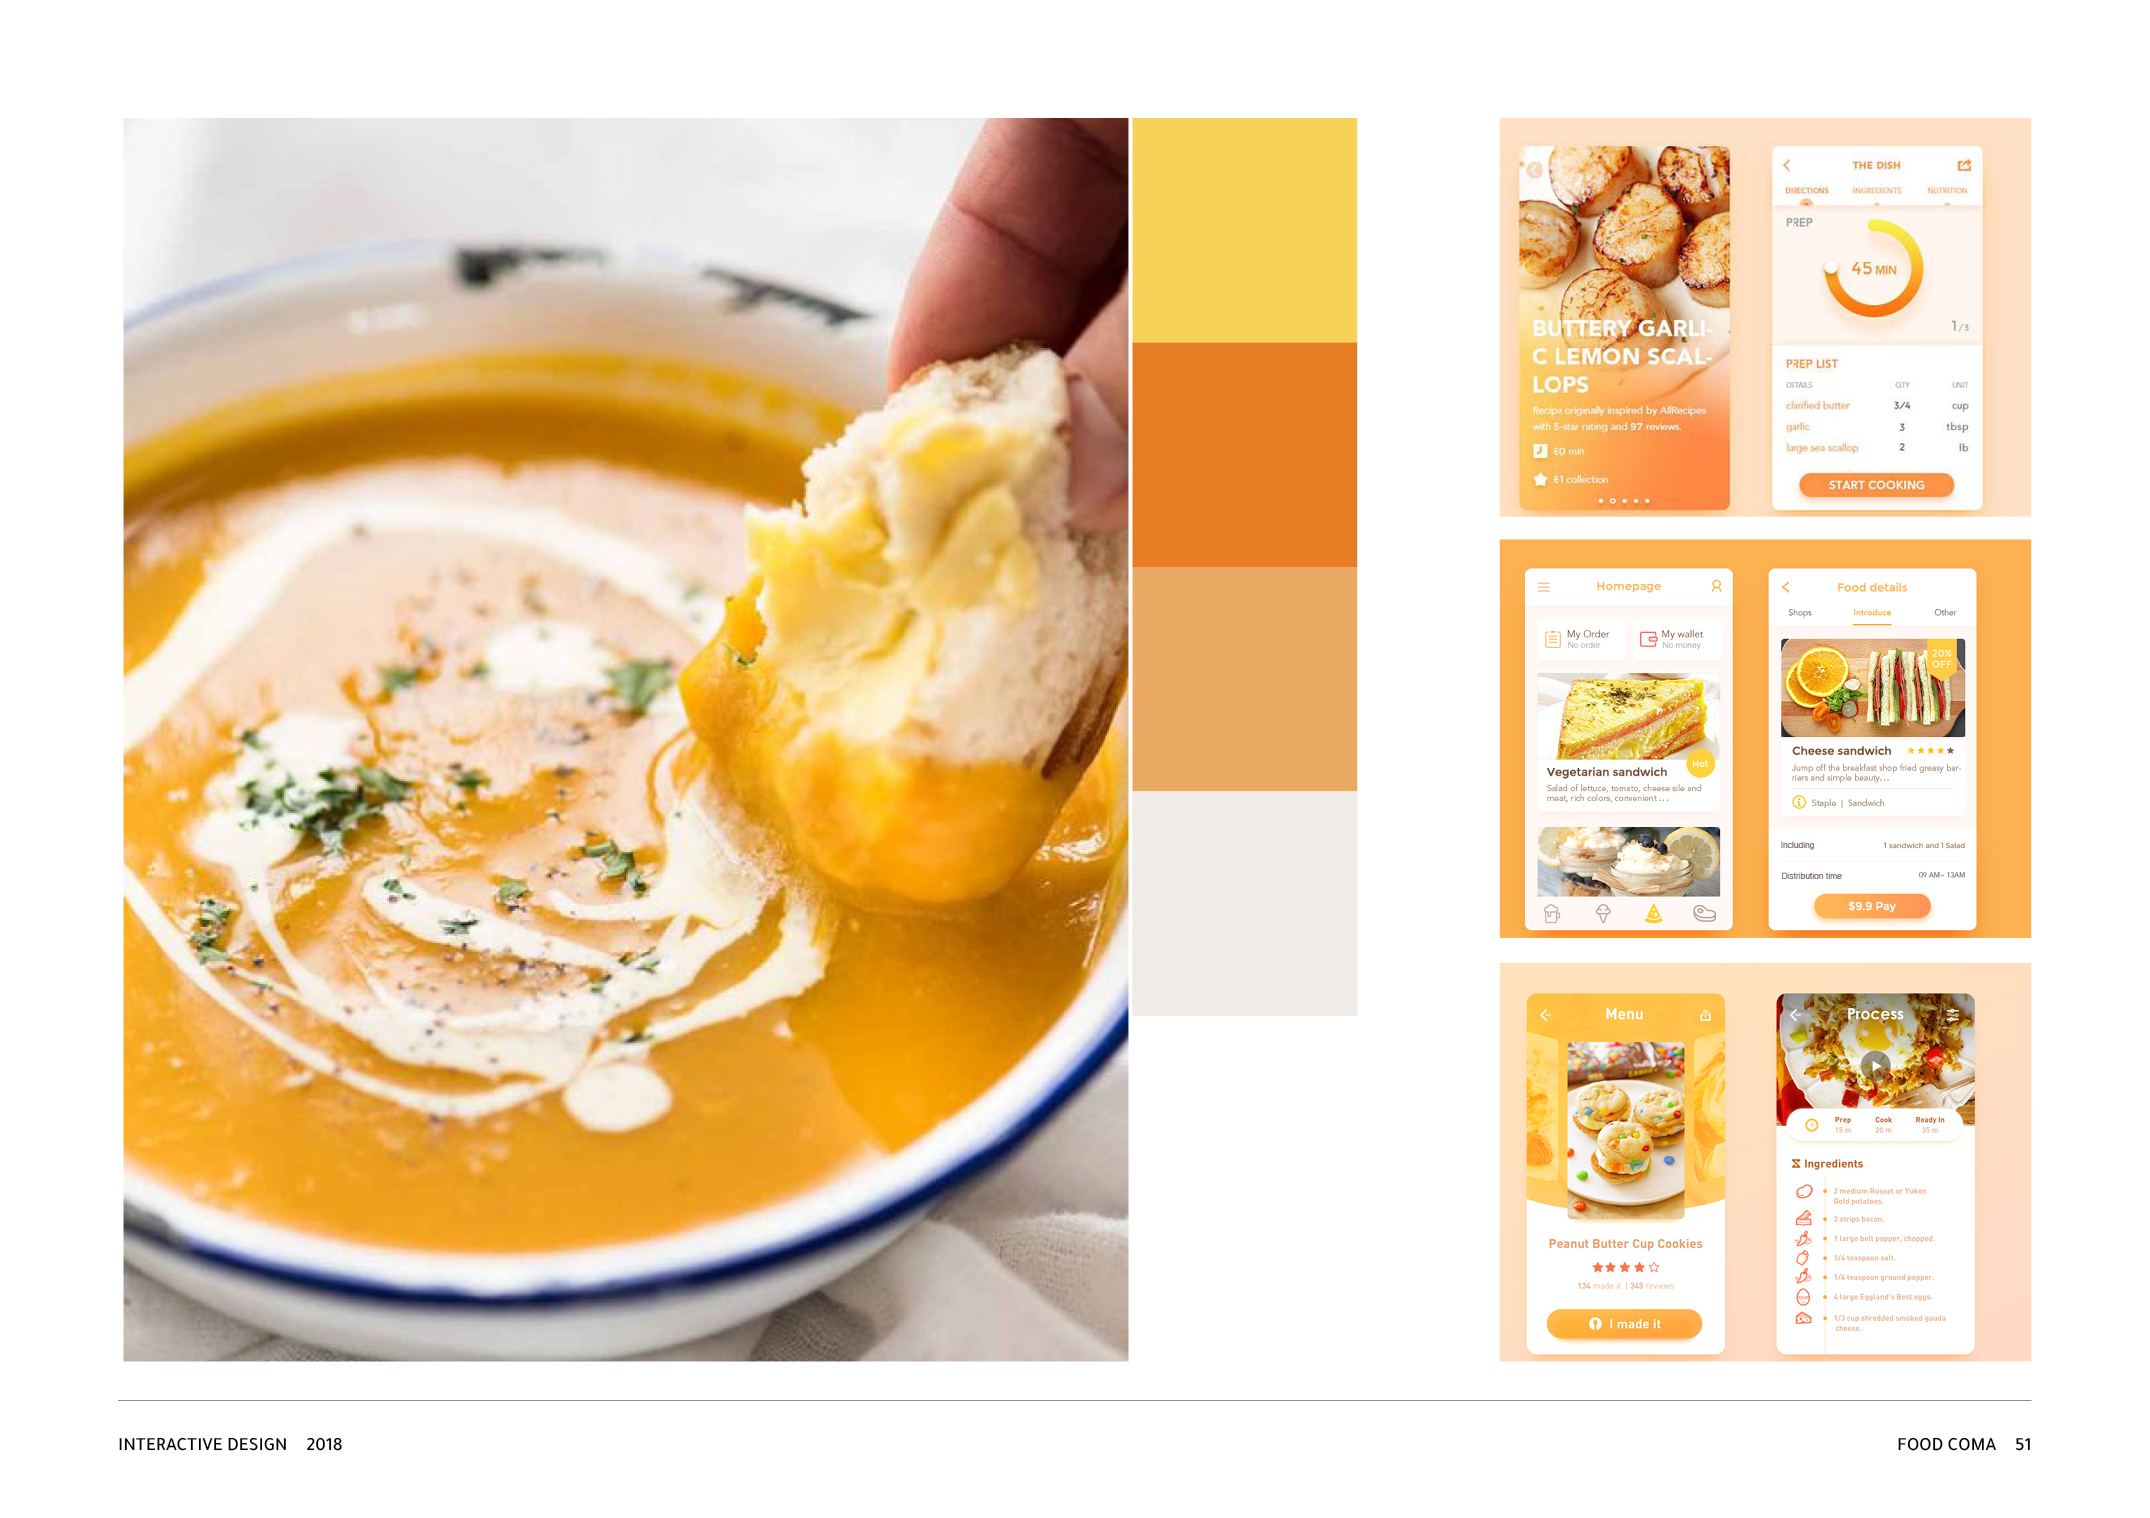 BUTTERY GARLI-
C LEMON SCAL-
LOPS
Recipe originally inspired by AllRecipes
with 5-star rating and 97 reviews.
60 min
61 collection
THE DISH
DIRECTIONS INGREDIENTS NUTRITION
PREP
45 MIN
1/3
PREP LIST
DETAILS QTY UNIT
clarified butter 3/4 cup
garlic 3 tbsp
large sea scallop 2 lb
START COOKING
Homepage
My Order
No order
My wallet
No money
Hot
Vegetarian sandwich
Salad of lettuce, tomato, cheese sile and
meat, rich colors, convenient...
Food details
Shops Introduce Other
20%
OFF
Cheese sandwich
Jump off the breakfast shop fried greasy bar-
riers and simple beauty...
Staple | Sandwich
Including 1 sandwich and 1 Salad
Distribution time 09 AM– 13AM
$9.9 Pay
Menu
Peanut Butter Cup Cookies
134 made it | 345 reviews
I made it
Process
Prep Cook Ready In
15 m 20 m 35 m
Ingredients
2 medium Russet or Yukon
Gold potatoes.
3 strips bacon.
1 large bell pepper, chopped.
1/4 teaspoon salt.
1/4 teaspoon ground pepper.
4 large Eggland's Best eggs.
1/3 cup shredded smoked gouda
cheese.
INTERACTIVE DESIGN 2018
FOOD COMA 51